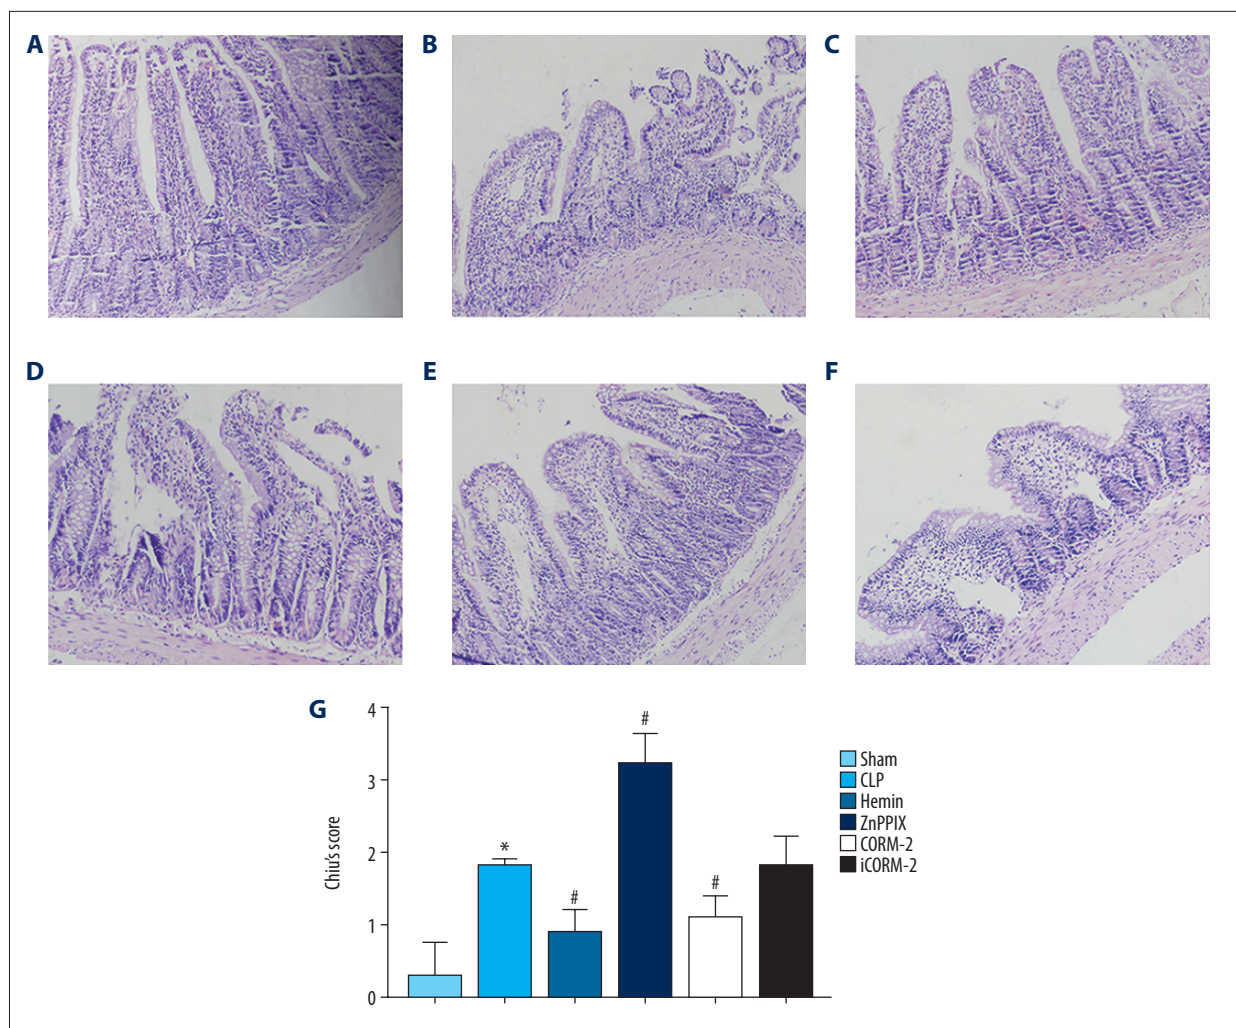 A
B
C
D
E
F
G
4
3
2
1
0
Chiu's score
*
#
#
#
Sham
CLP
Hemin
ZnPPIX
CORM-2
iCORM-2